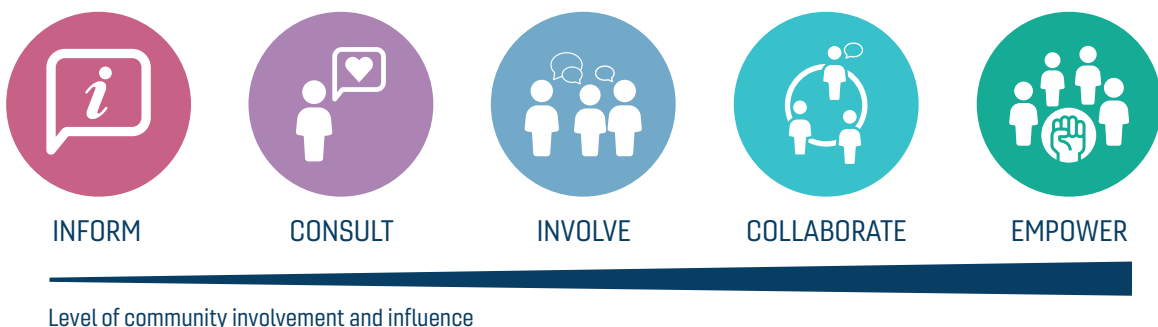 i
INFORM
CONSULT
INVOLVE
COLLABORATE
EMPOWER
Level of community involvement and influence